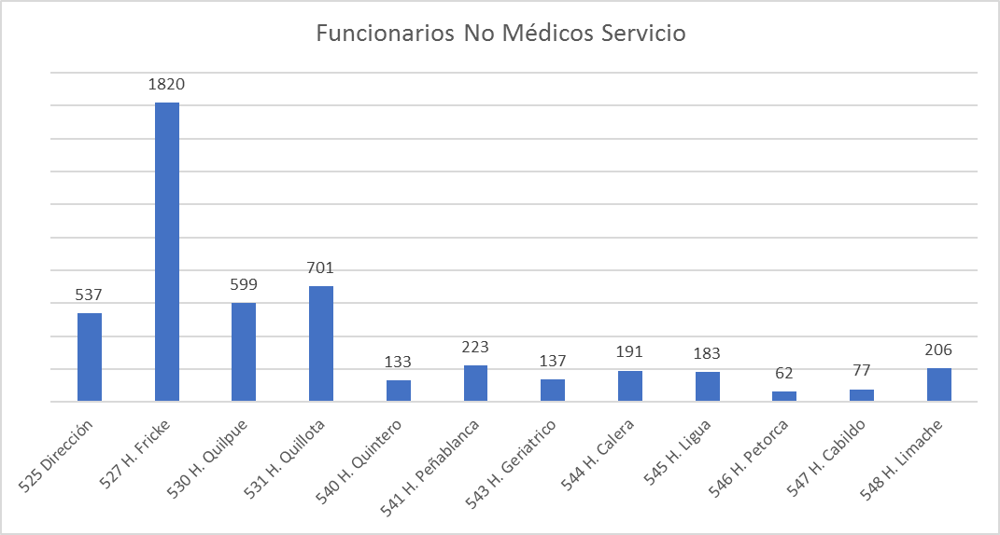 Funcionarios No Médicos Servicio
537
1820
599
701
133
223
137
191
183
62
77
206
525 Dirección
527 H. Fricke
530 H. Quilpue
531 H. Quillota
540 H. Quintero
541 H. Peñablanca
543 H. Geriatrico
544 H. Calera
545 H. Ligua
546 H. Petorca
547 H. Cabildo
548 H. Limache